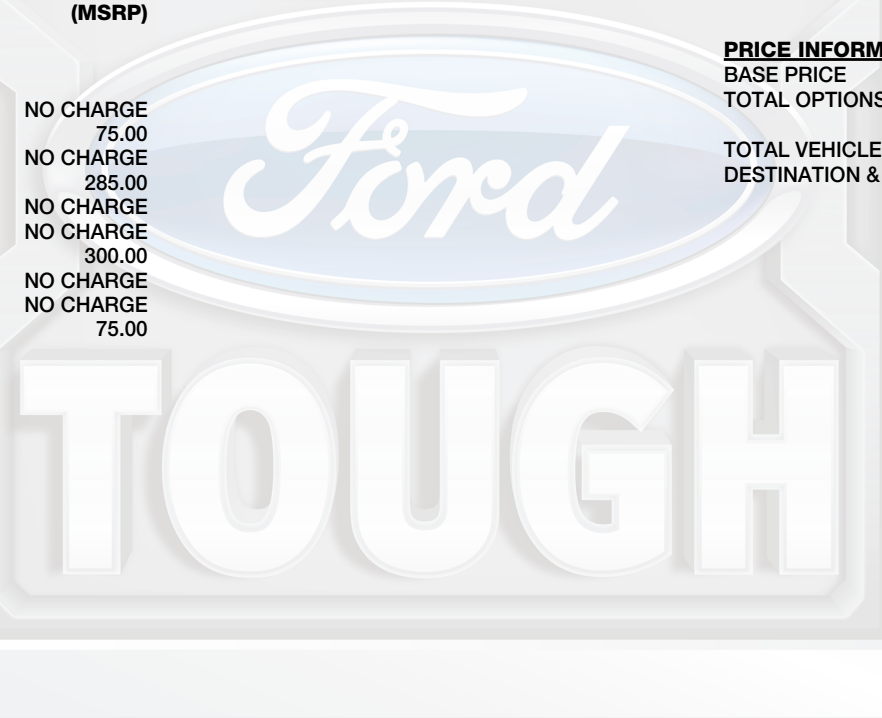 (MSRP)
NO CHARGE
75.00
NO CHARGE
285.00
NO CHARGE
NO CHARGE
300.00
NO CHARGE
NO CHARGE
75.00
PRICE INFORM
BASE PRICE
TOTAL OPTIONS
TOTAL VEHICLE
DESTINATION &
Ford
TOUGH